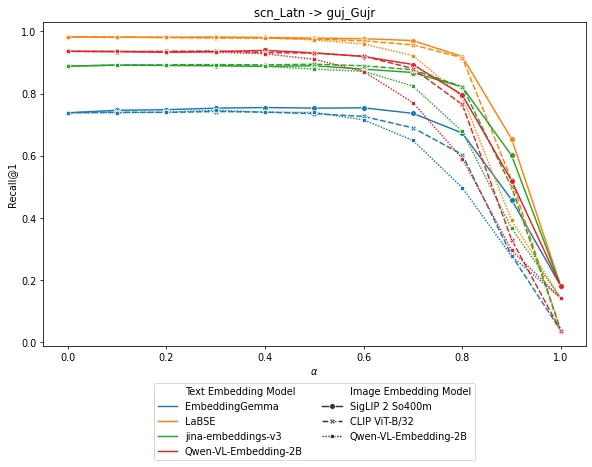 scn_Latn -> guj_Gujr
Recall@1
1.0
0.8
0.6
0.4
0.2
0.0
0.0 0.2 0.4 0.6 0.8 1.0
α
Text Embedding Model
EmbeddingGemma
LaBSE
jina-embeddings-v3
Qwen-VL-Embedding-2B
Image Embedding Model
SigLIP 2 So400m
CLIP ViT-B/32
Qwen-VL-Embedding-2B